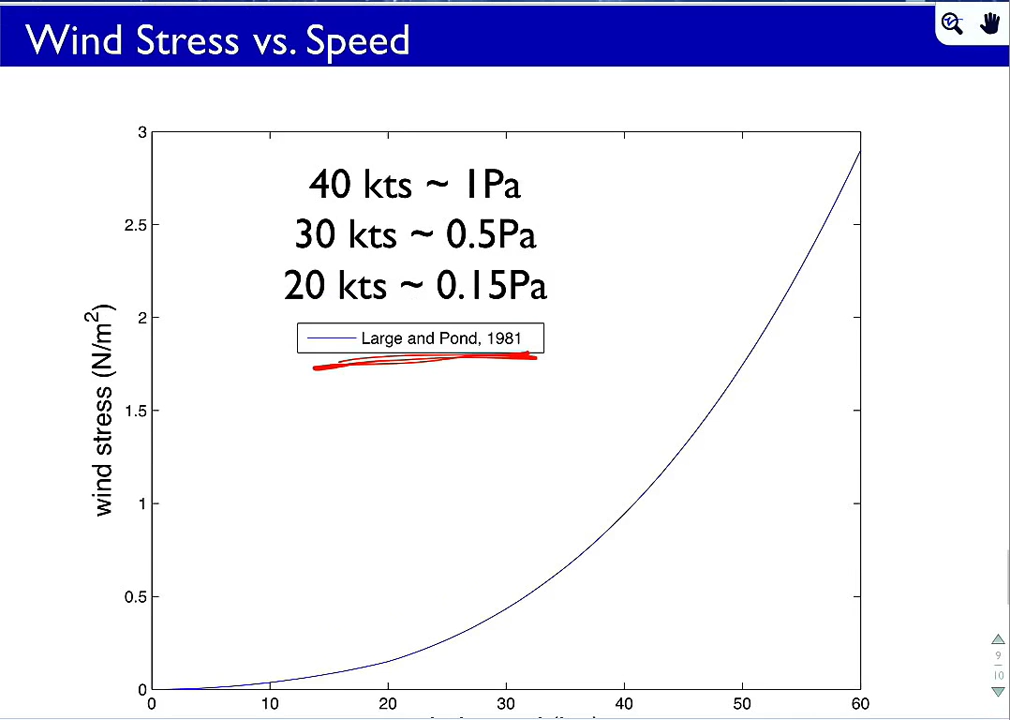 Wind Stress vs. Speed
3
40 kts ~ 1Pa
2.5
30 kts ~ 0.5Pa
20 kts ~ 0.15Pa
2
Large and Pond, 1981
wind stress (N/m²)
1.5
1
0.5
0
0 10 20 30 40 50 60
9
10